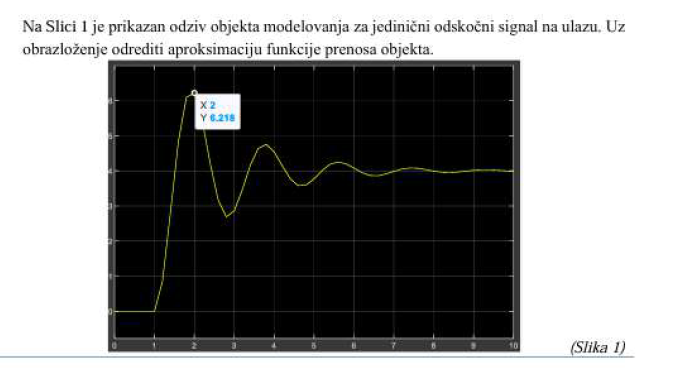 Na Slici 1 je prikazan odziv objekta modelovanja za jedinični odskočni signal na ulazu. Uz
obrazloženje odrediti aproksimaciju funkcije prenosa objekta.
X 2
Y 6.218
6
5
4
3
2
1
0
0 1 2 3 4 5 6 7 8 9 10
(Slika 1)